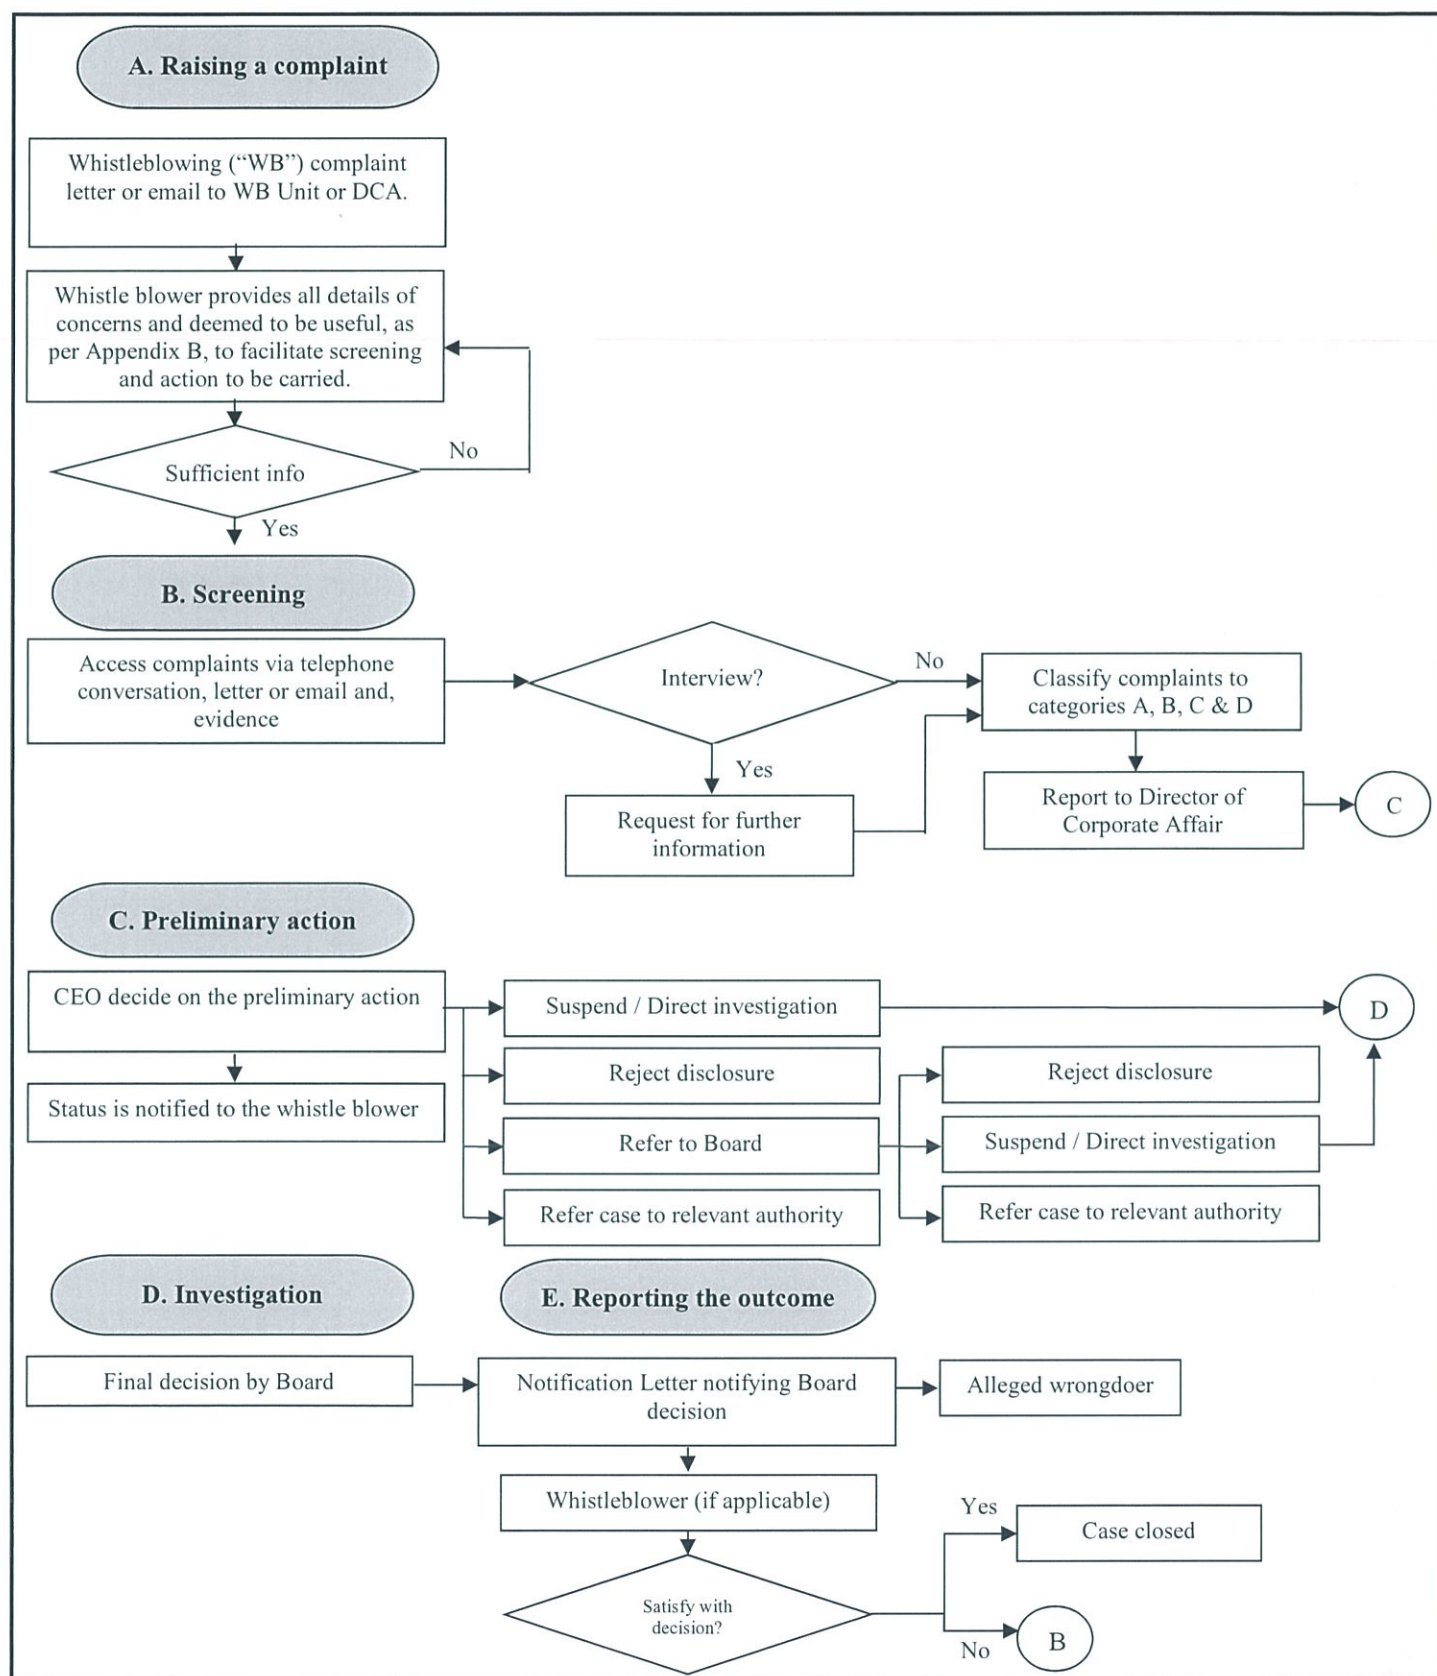 A. Raising a complaint
Whistleblowing (“WB”) complaint
letter or email to WB Unit or DCA.
Whistle blower provides all details of
concerns and deemed to be useful, as
per Appendix B, to facilitate screening
and action to be carried.
No
Sufficient info
Yes
B. Screening
Access complaints via telephone
conversation, letter or email and,
evidence
Interview?
No
Classify complaints to
categories A, B, C & D
Yes
Request for further
information
Report to Director of
Corporate Affair
C
C. Preliminary action
CEO decide on the preliminary action
Suspend / Direct investigation
D
Reject disclosure
Reject disclosure
Status is notified to the whistle blower
Refer to Board
Suspend / Direct investigation
Refer case to relevant authority
Refer case to relevant authority
D. Investigation
E. Reporting the outcome
Final decision by Board
Notification Letter notifying Board
decision
Alleged wrongdoer
Whistleblower (if applicable)
Yes
Case closed
Satisfy with
decision?
No
B